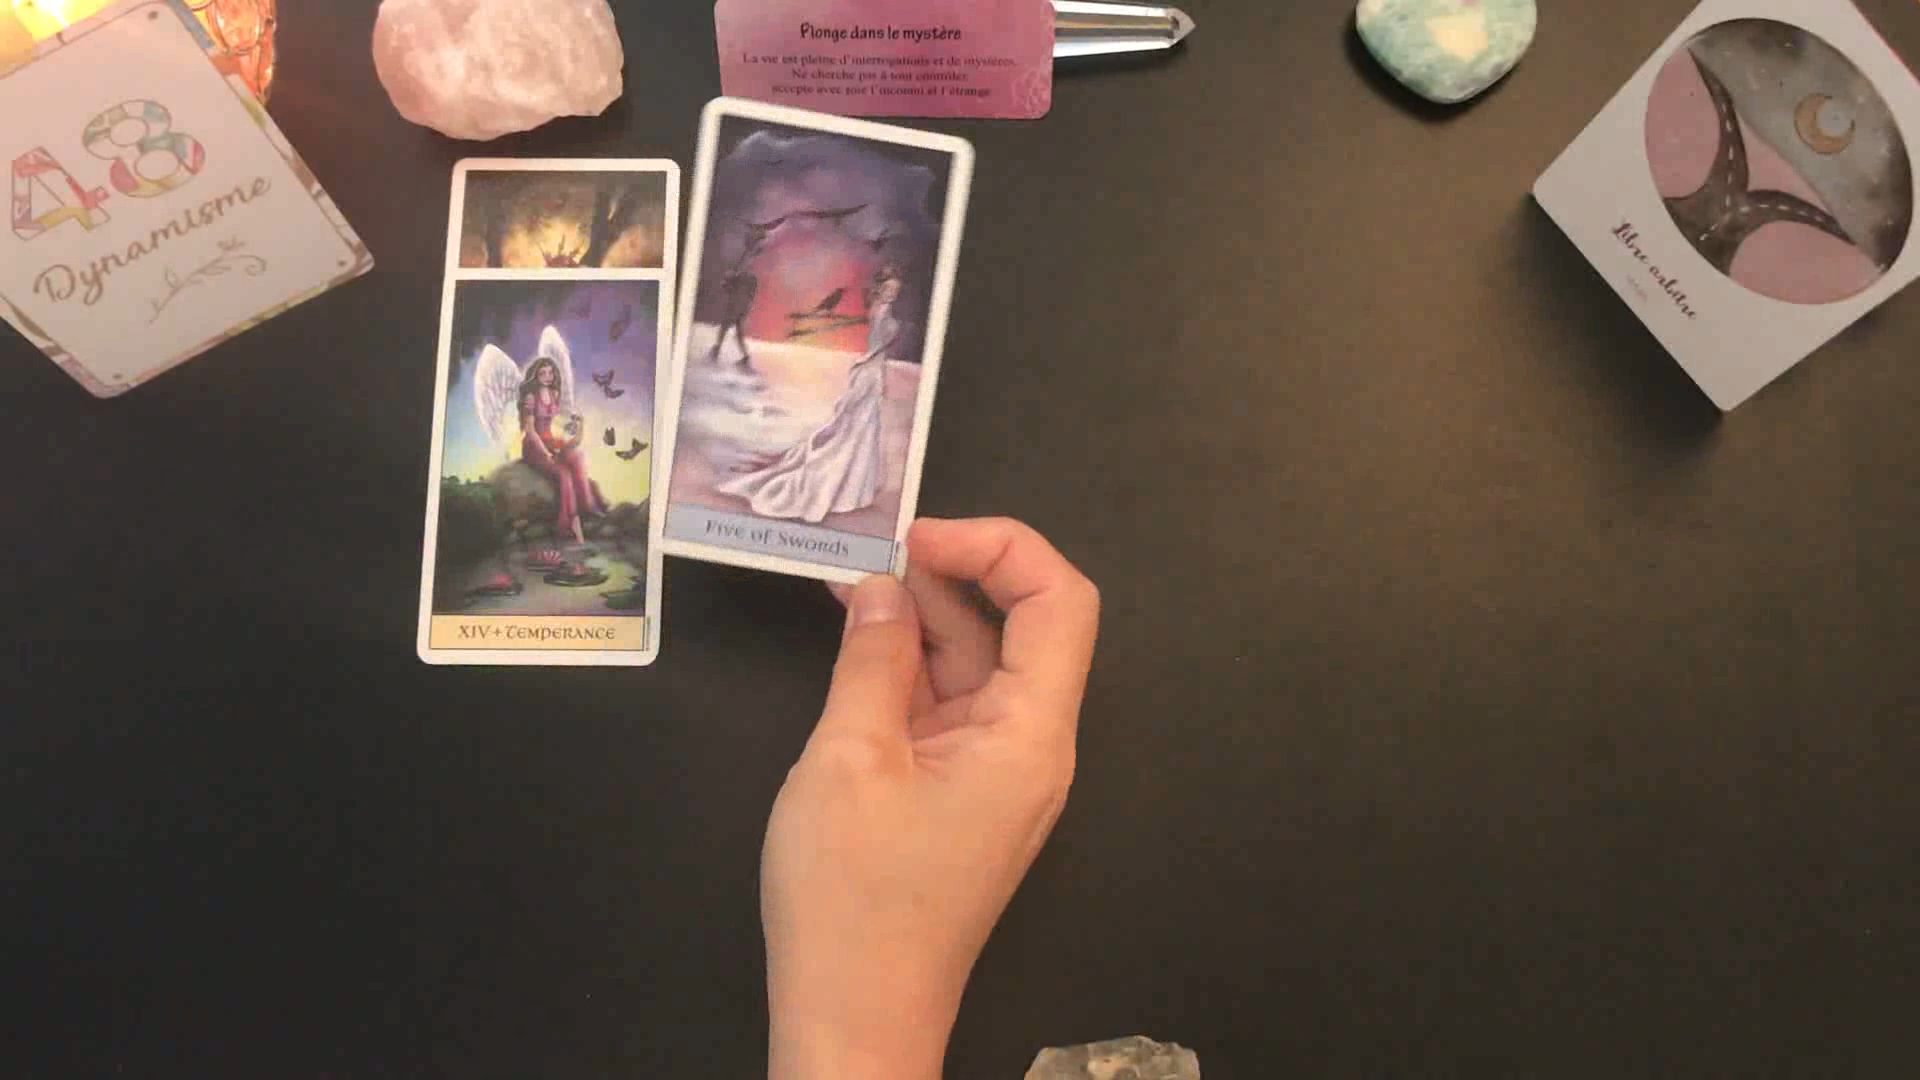 48
Dynamisme
Plonge dans le mystère
La vie est pleine d'interrogations et de mystères.
Ne cherche pas à tout contrôler,
accepte avec joie l'inconnu et l'étrange
Libre arbitre
Five of Swords
XIV+TEMPERANCE